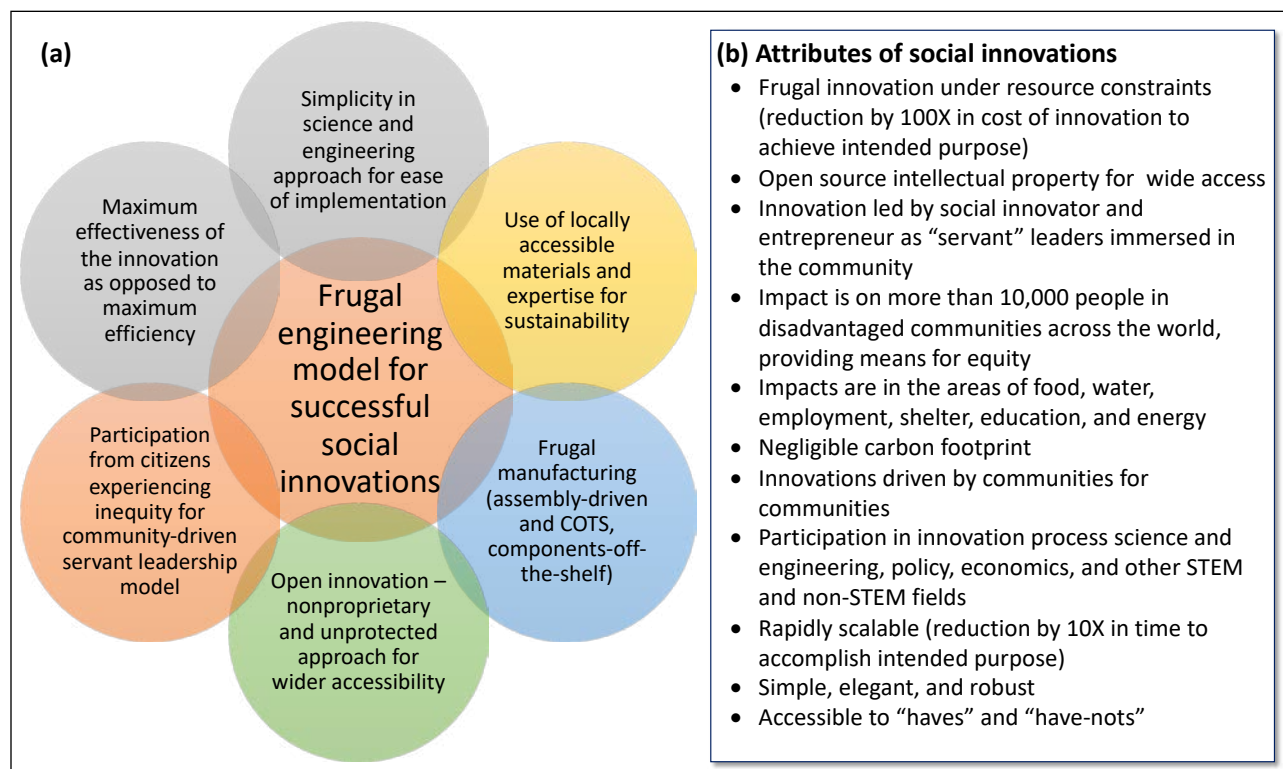 (a)
Simplicity in
science and
engineering
approach for ease
of implementation
Maximum
effectiveness of
the innovation
as opposed to
maximum
efficiency
Use of locally
accessible
materials and
expertise for
sustainability
Frugal
engineering
model for
successful
social
innovations
Participation
from citizens
experiencing
inequity for
community-driven
servant leadership
model
Frugal
manufacturing
(assembly-driven
and COTS,
components-off-
the-shelf)
Open innovation –
nonproprietary
and unprotected
approach for
wider accessibility
(b) Attributes of social innovations
• Frugal innovation under resource constraints
(reduction by 100X in cost of innovation to
achieve intended purpose)
• Open source intellectual property for wide access
• Innovation led by social innovator and
entrepreneur as “servant” leaders immersed in
the community
• Impact is on more than 10,000 people in
disadvantaged communities across the world,
providing means for equity
• Impacts are in the areas of food, water,
employment, shelter, education, and energy
• Negligible carbon footprint
• Innovations driven by communities for
communities
• Participation in innovation process science and
engineering, policy, economics, and other STEM
and non-STEM fields
• Rapidly scalable (reduction by 10X in time to
accomplish intended purpose)
• Simple, elegant, and robust
• Accessible to “haves” and “have-nots”